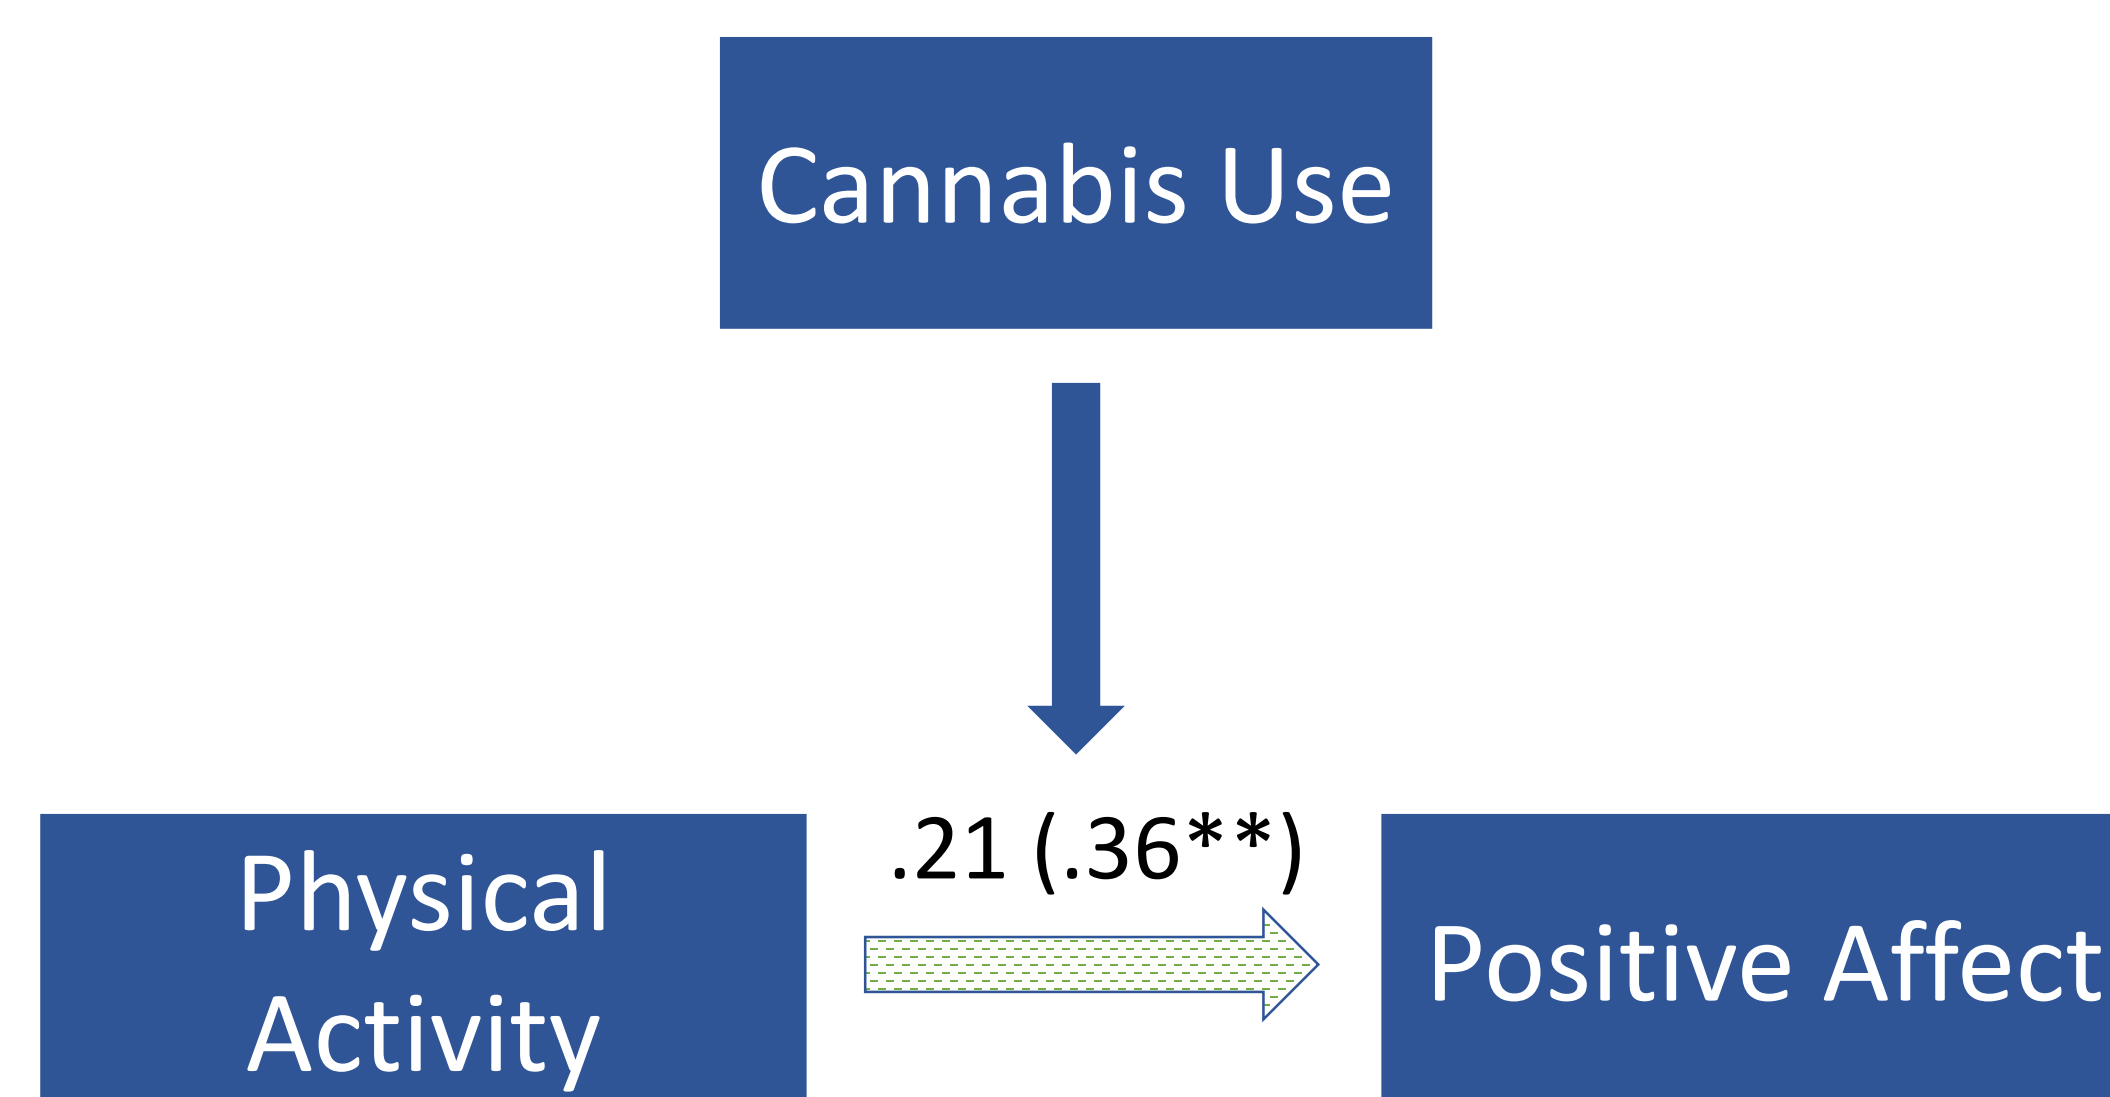 Cannabis Use
.21 (.36**)
Physical
Activity
Positive Affect